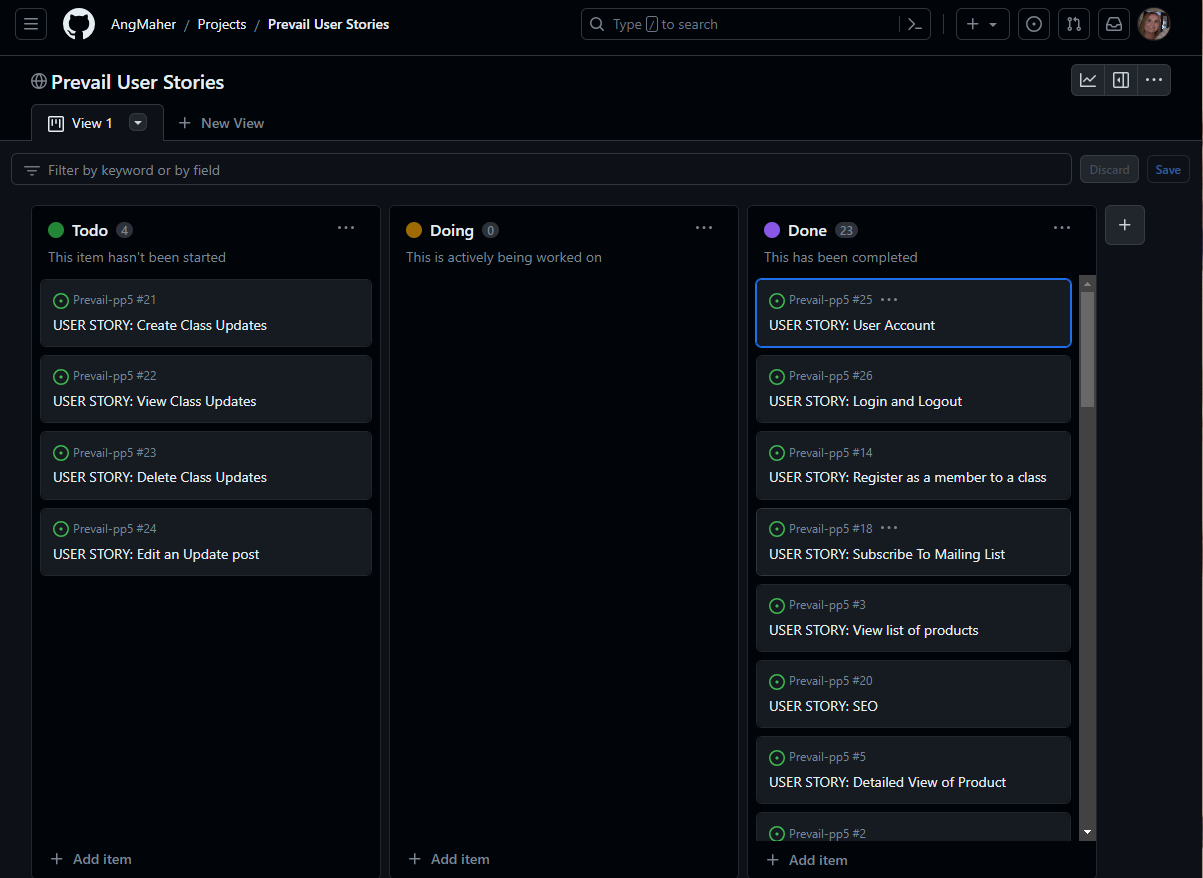 AngMaher / Projects / Prevail User Stories
Type / to search
Prevail User Stories
View 1
New View
Filter by keyword or by field
Discard
Save
Todo 4
This item hasn't been started
Prevail-pp5 #21
USER STORY: Create Class Updates
Prevail-pp5 #22
USER STORY: View Class Updates
Prevail-pp5 #23
USER STORY: Delete Class Updates
Prevail-pp5 #24
USER STORY: Edit an Update post
Add item
Doing 0
This is actively being worked on
Add item
Done 23
This has been completed
Prevail-pp5 #25
USER STORY: User Account
Prevail-pp5 #26
USER STORY: Login and Logout
Prevail-pp5 #14
USER STORY: Register as a member to a class
Prevail-pp5 #18
USER STORY: Subscribe To Mailing List
Prevail-pp5 #3
USER STORY: View list of products
Prevail-pp5 #20
USER STORY: SEO
Prevail-pp5 #5
USER STORY: Detailed View of Product
Prevail-pp5 #2
Add item